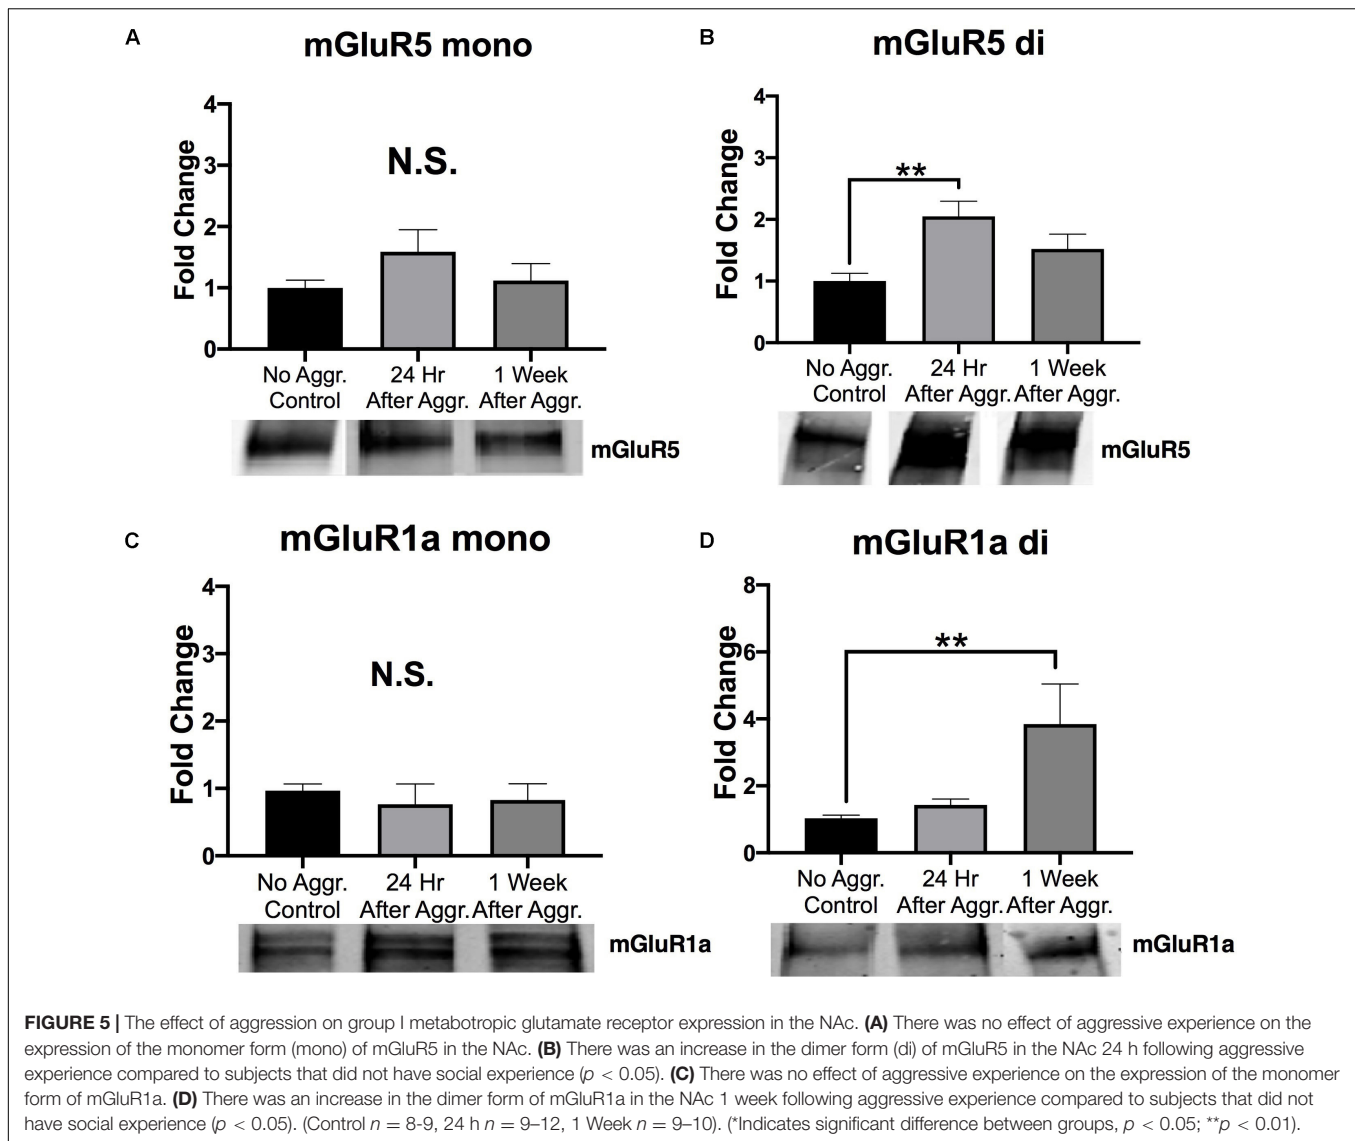 A
mGluR5 mono
4
3
2
1
0
Fold Change
N.S.
No Aggr.
Control
24 Hr
After Aggr.
1 Week
After Aggr.
mGluR5
B
mGluR5 di
4
3
2
1
0
Fold Change
**
No Aggr.
Control
24 Hr
After Aggr.
1 Week
After Aggr.
mGluR5
C
mGluR1a mono
4
3
2
1
0
Fold Change
N.S.
No Aggr.
Control
24 Hr
After Aggr.
1 Week
After Aggr.
mGluR1a
D
mGluR1a di
8
6
4
2
0
Fold Change
**
No Aggr.
Control
24 Hr
After Aggr.
1 Week
After Aggr.
mGluR1a
FIGURE 5 | The effect of aggression on group I metabotropic glutamate receptor expression in the NAc. (A) There was no effect of aggressive experience on the
expression of the monomer form (mono) of mGluR5 in the NAc. (B) There was an increase in the dimer form (di) of mGluR5 in the NAc 24 h following aggressive
experience compared to subjects that did not have social experience (p < 0.05). (C) There was no effect of aggressive experience on the expression of the monomer
form of mGluR1a. (D) There was an increase in the dimer form of mGluR1a in the NAc 1 week following aggressive experience compared to subjects that did not
have social experience (p < 0.05). (Control n = 8-9, 24 h n = 9–12, 1 Week n = 9–10). (*Indicates significant difference between groups, p < 0.05; **p < 0.01).